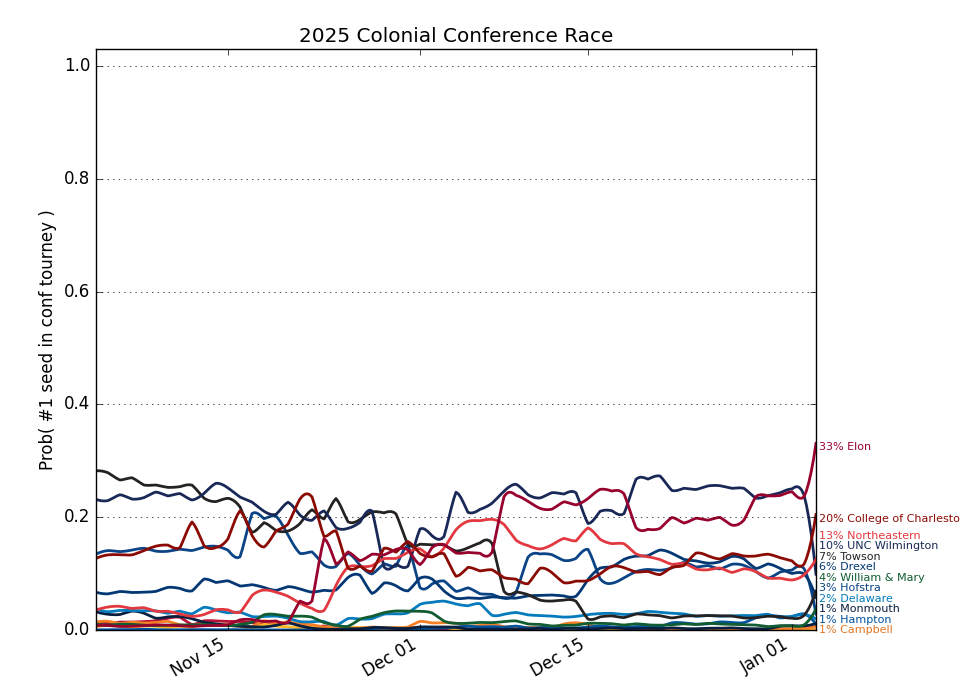 2025 Colonial Conference Race
Prob( #1 seed in conf tourney )
1.0
0.8
0.6
0.4
0.2
0.0
Nov 15
Dec 01
Dec 15
Jan 01
33% Elon
20% College of Charlesto
13% Northeastern
10% UNC Wilmington
7% Towson
6% Drexel
4% William & Mary
3% Hofstra
2% Delaware
1% Monmouth
1% Hampton
1% Campbell